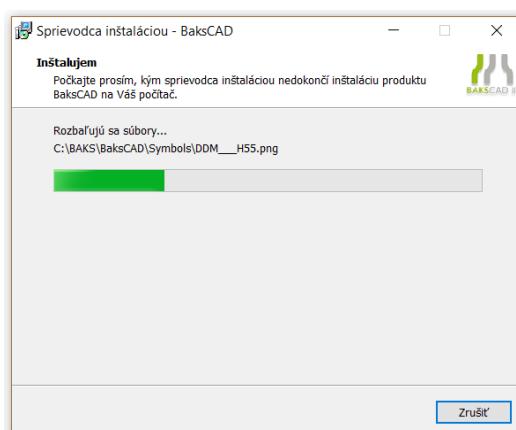 Sprievodca inštaláciou - BaksCAD
Inštalujem
Počkajte prosím, kým sprievodca inštaláciou nedokončí inštaláciu produktu
BaksCAD na Váš počítač.
BAKSCAD
Rozbaľujú sa súbory...
C:\BAKS\BaksCAD\Symbols\DDM___H55.png
Zrušiť